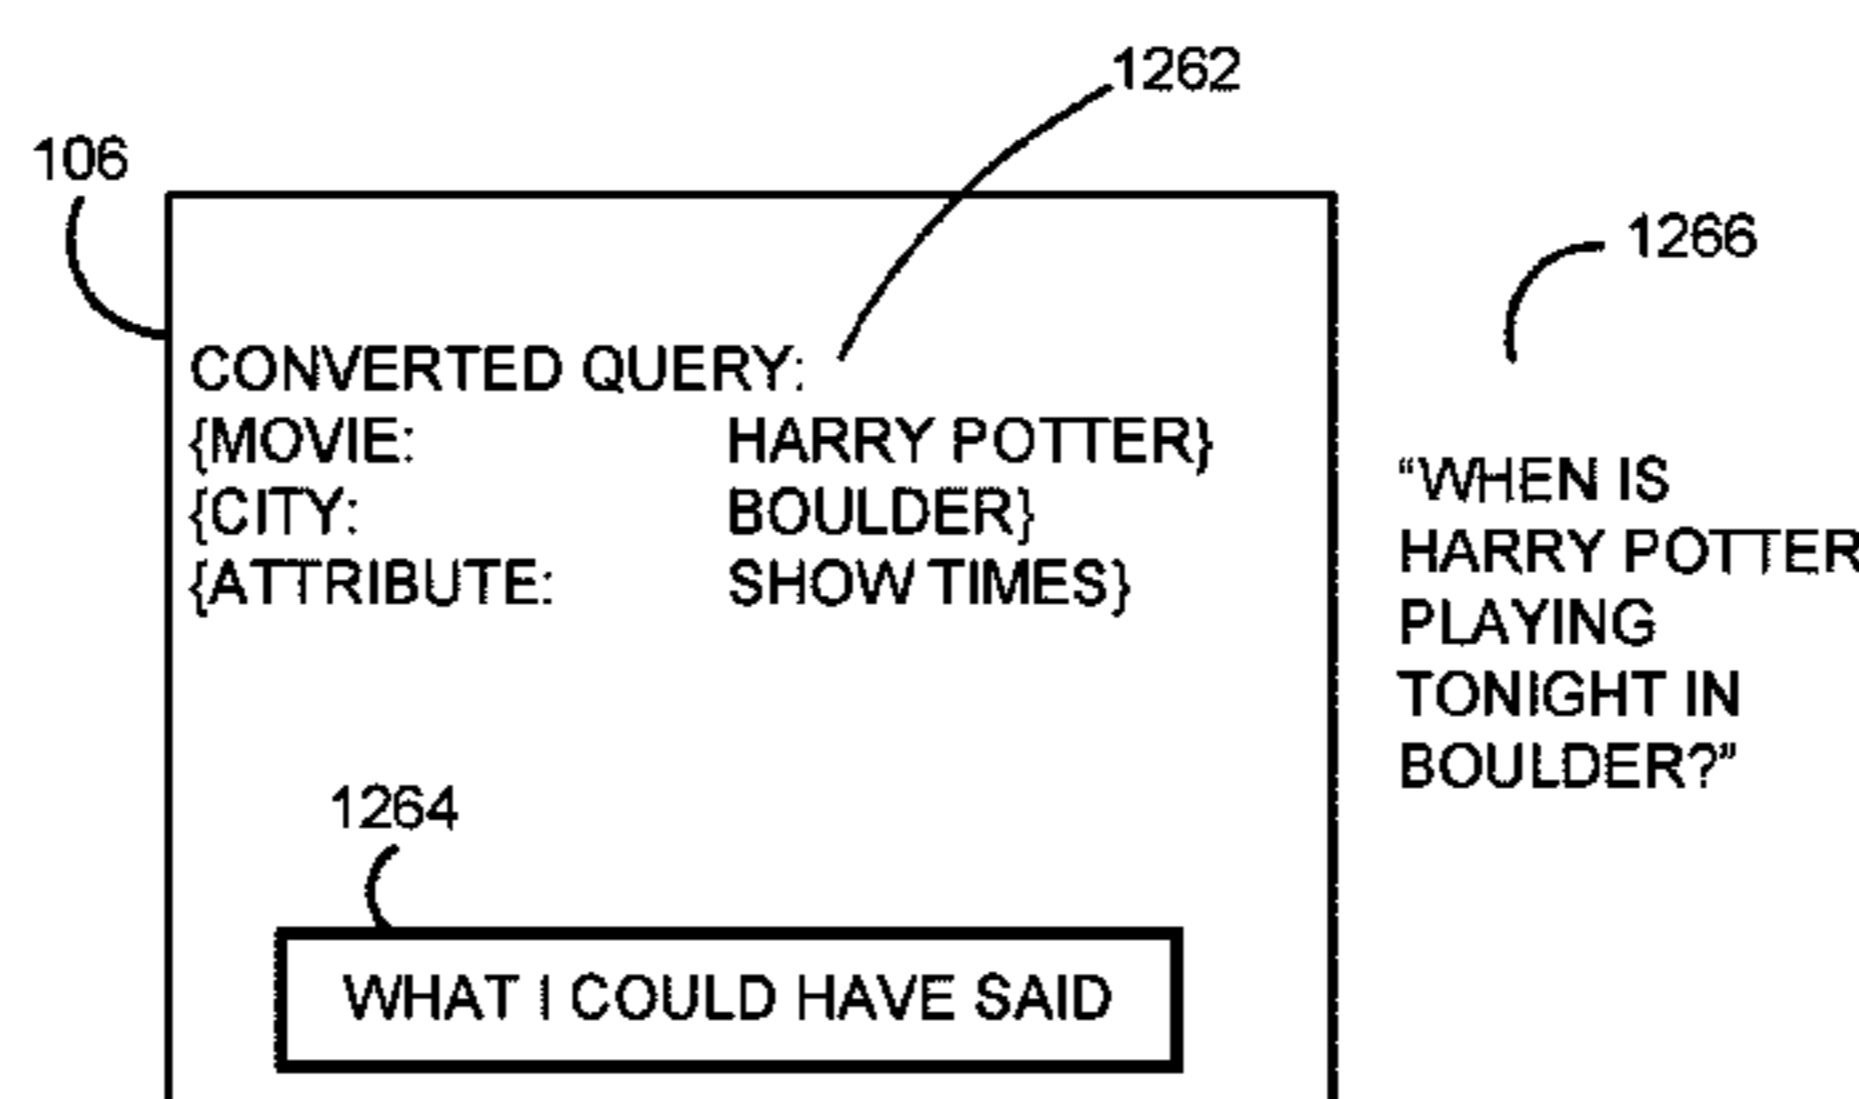 1262
106
1266
CONVERTED QUERY:
{MOVIE: HARRY POTTER}
{CITY: BOULDER}
{ATTRIBUTE: SHOW TIMES}
“WHEN IS
HARRY POTTER
PLAYING
TONIGHT IN
BOULDER?”
1264
WHAT I COULD HAVE SAID